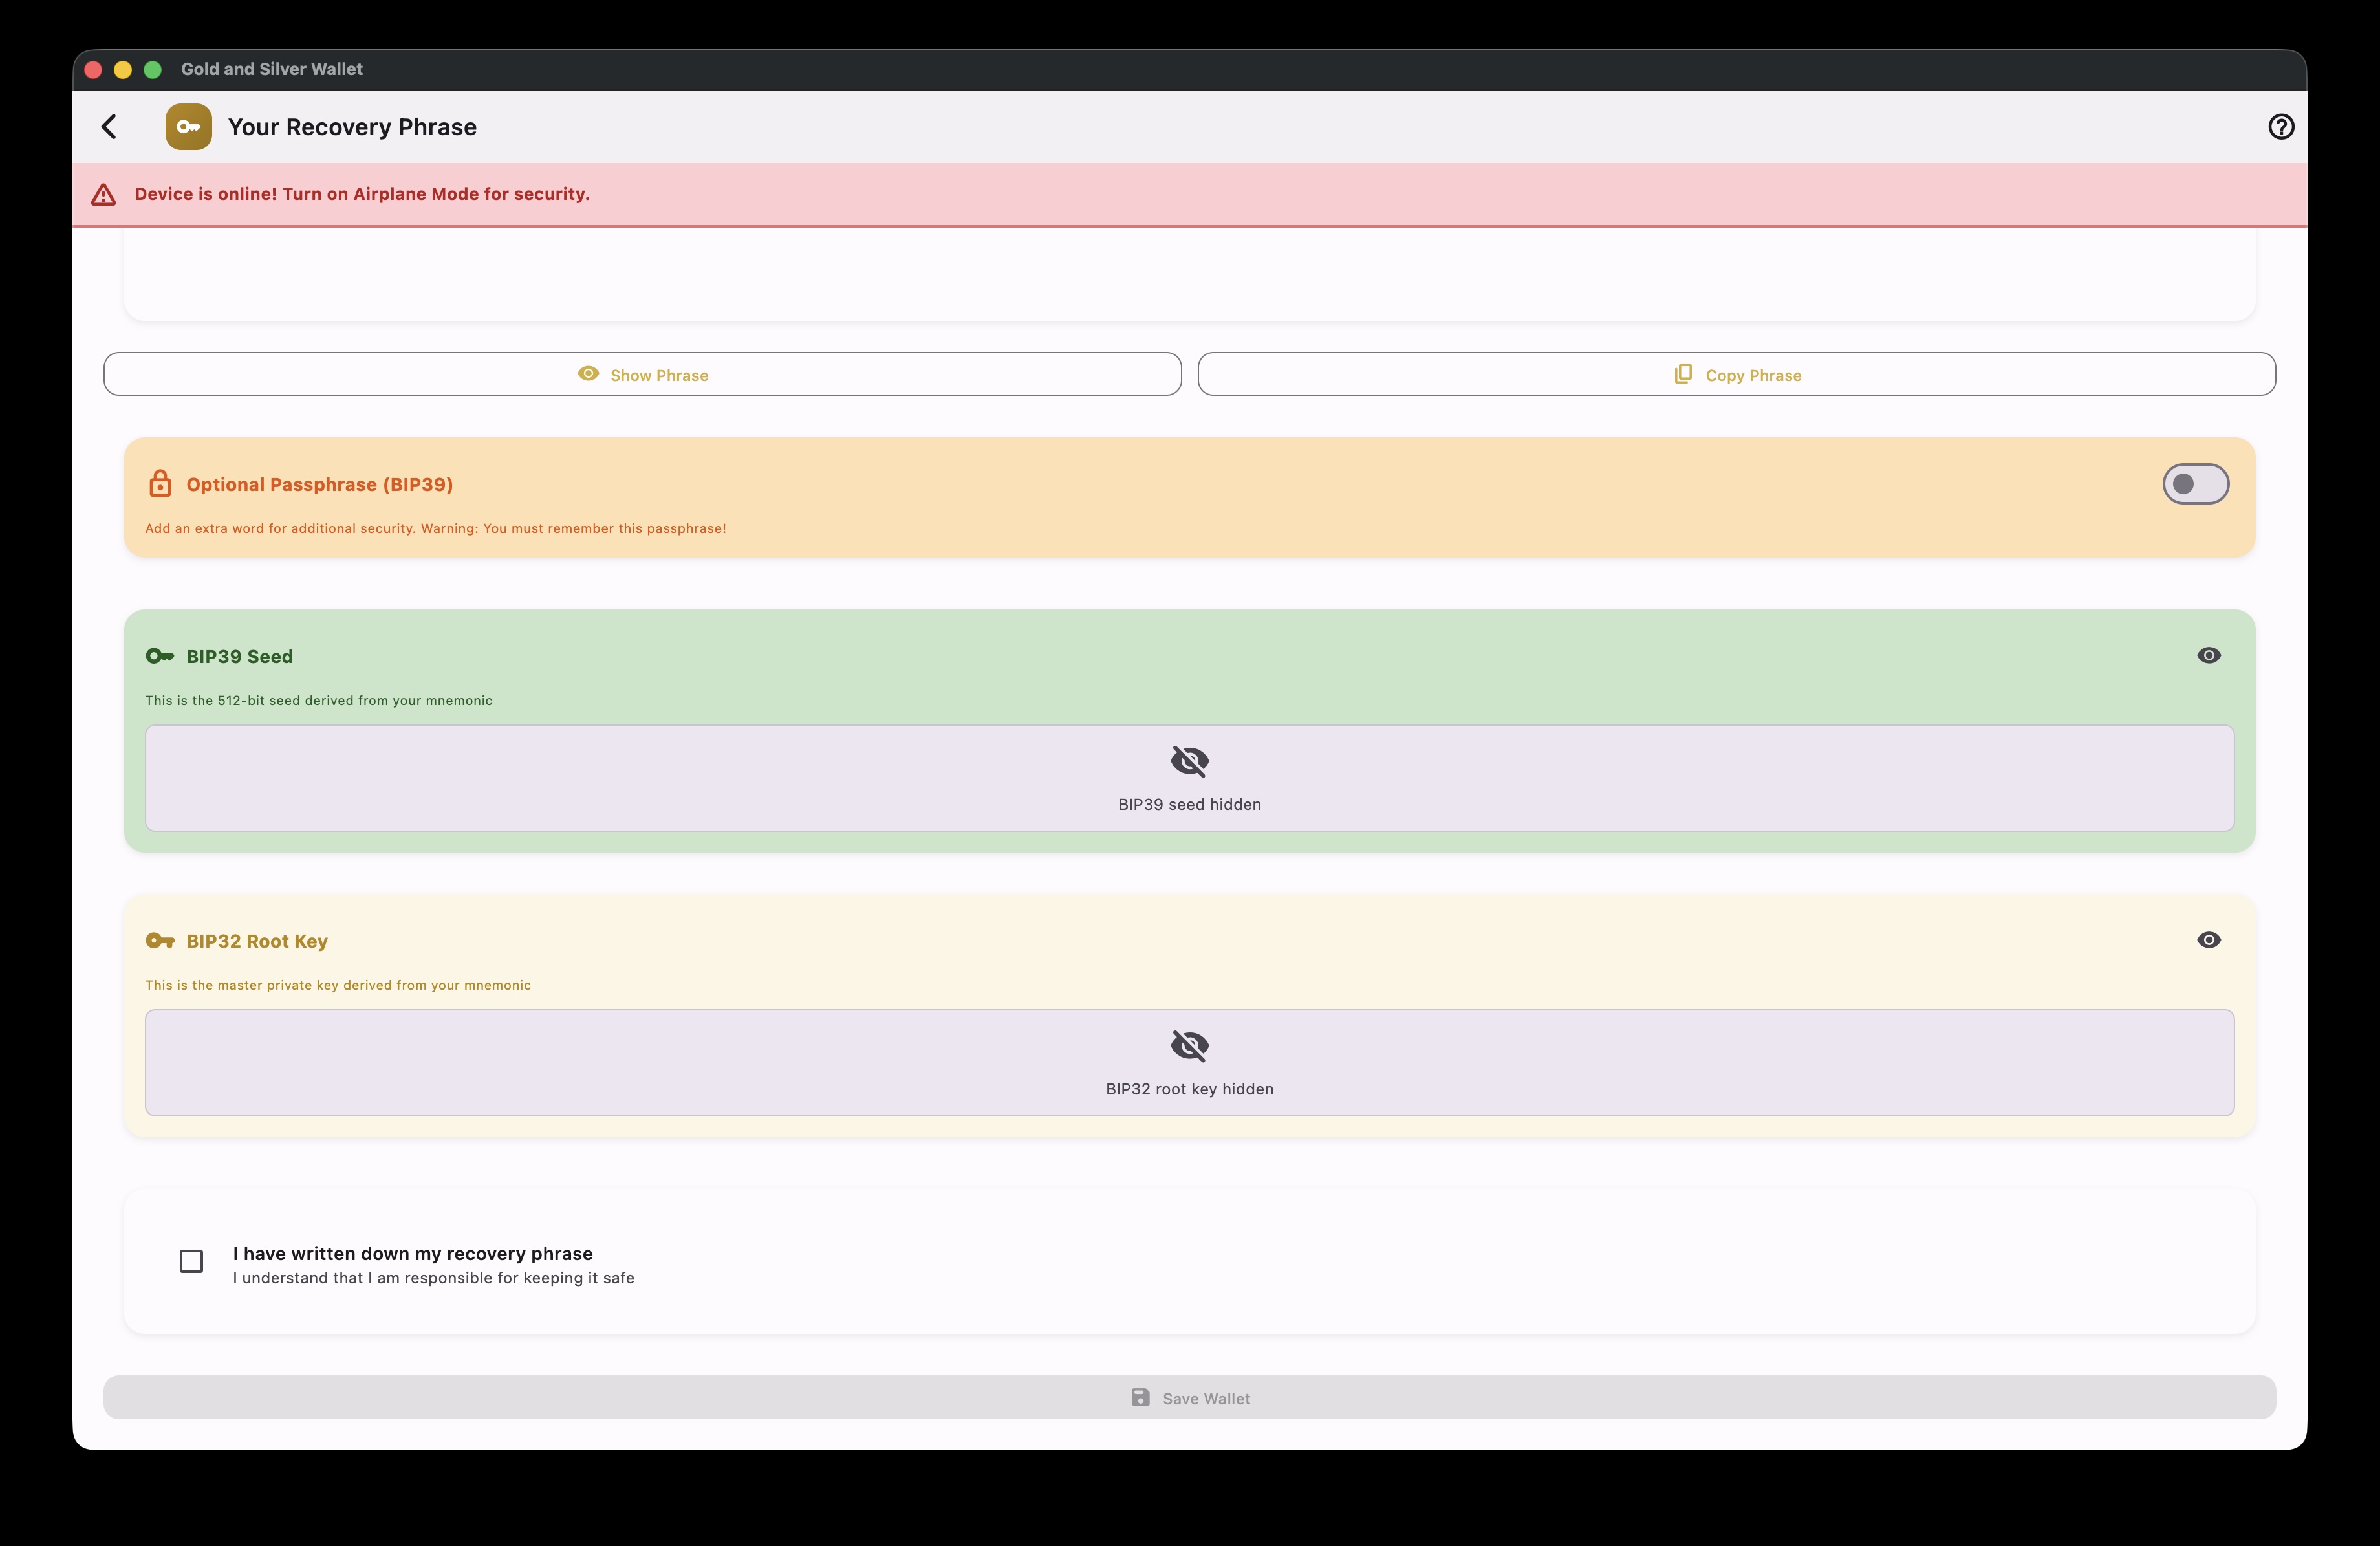 Gold and Silver Wallet
Your Recovery Phrase
Device is online! Turn on Airplane Mode for security.
Show Phrase
Copy Phrase
Optional Passphrase (BIP39)
Add an extra word for additional security. Warning: You must remember this passphrase!
BIP39 Seed
This is the 512-bit seed derived from your mnemonic
BIP39 seed hidden
BIP32 Root Key
This is the master private key derived from your mnemonic
BIP32 root key hidden
I have written down my recovery phrase
I understand that I am responsible for keeping it safe
Save Wallet